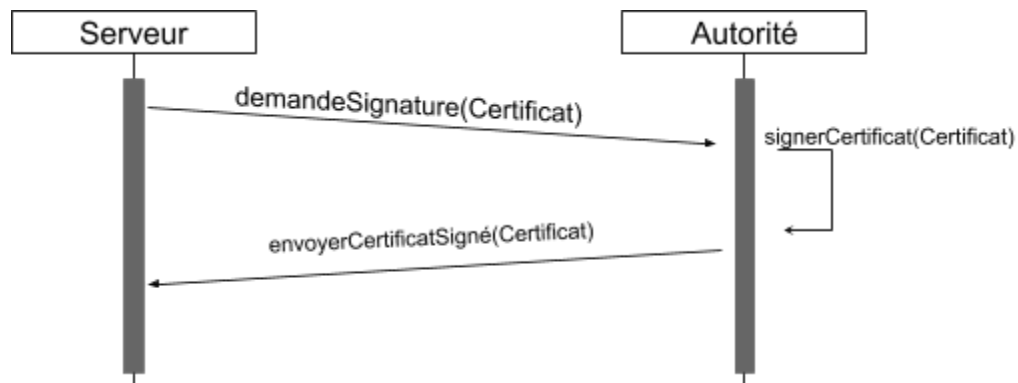 Serveur
Autorité
demandeSignature(Certificat)
signerCertificat(Certificat)
envoyerCertificatSigné(Certificat)